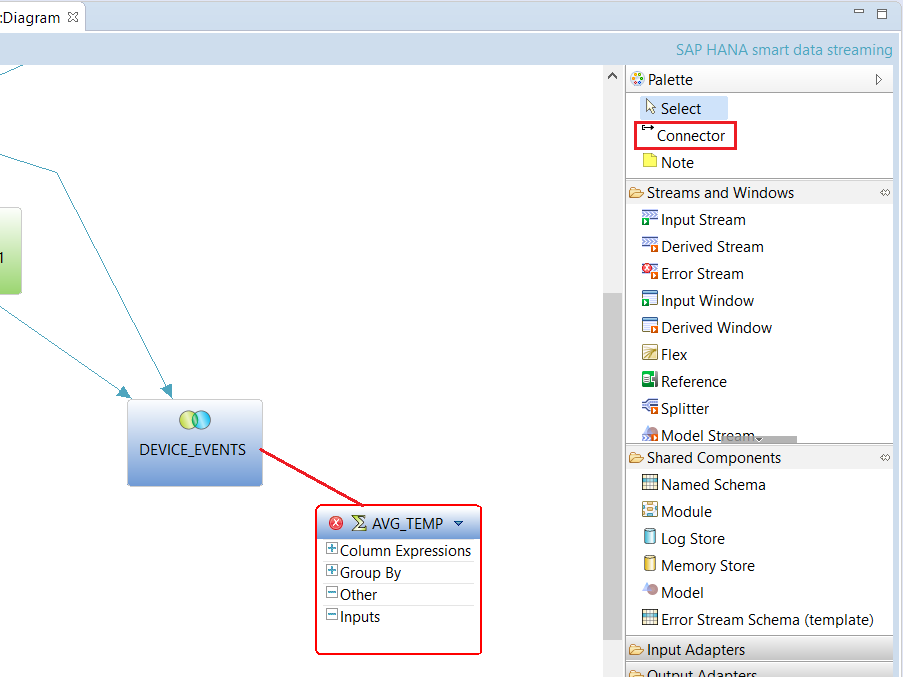 :Diagram
SAP HANA smart data streaming
Palette
Select
Connector
Note
Streams and Windows
Input Stream
Derived Stream
Error Stream
Input Window
Derived Window
Flex
Reference
Splitter
Model Stream
Shared Components
Named Schema
Module
Log Store
Memory Store
Model
Error Stream Schema (template)
Input Adapters
Output Adapters
1
DEVICE_EVENTS
AVG_TEMP
Column Expressions
Group By
Other
Inputs